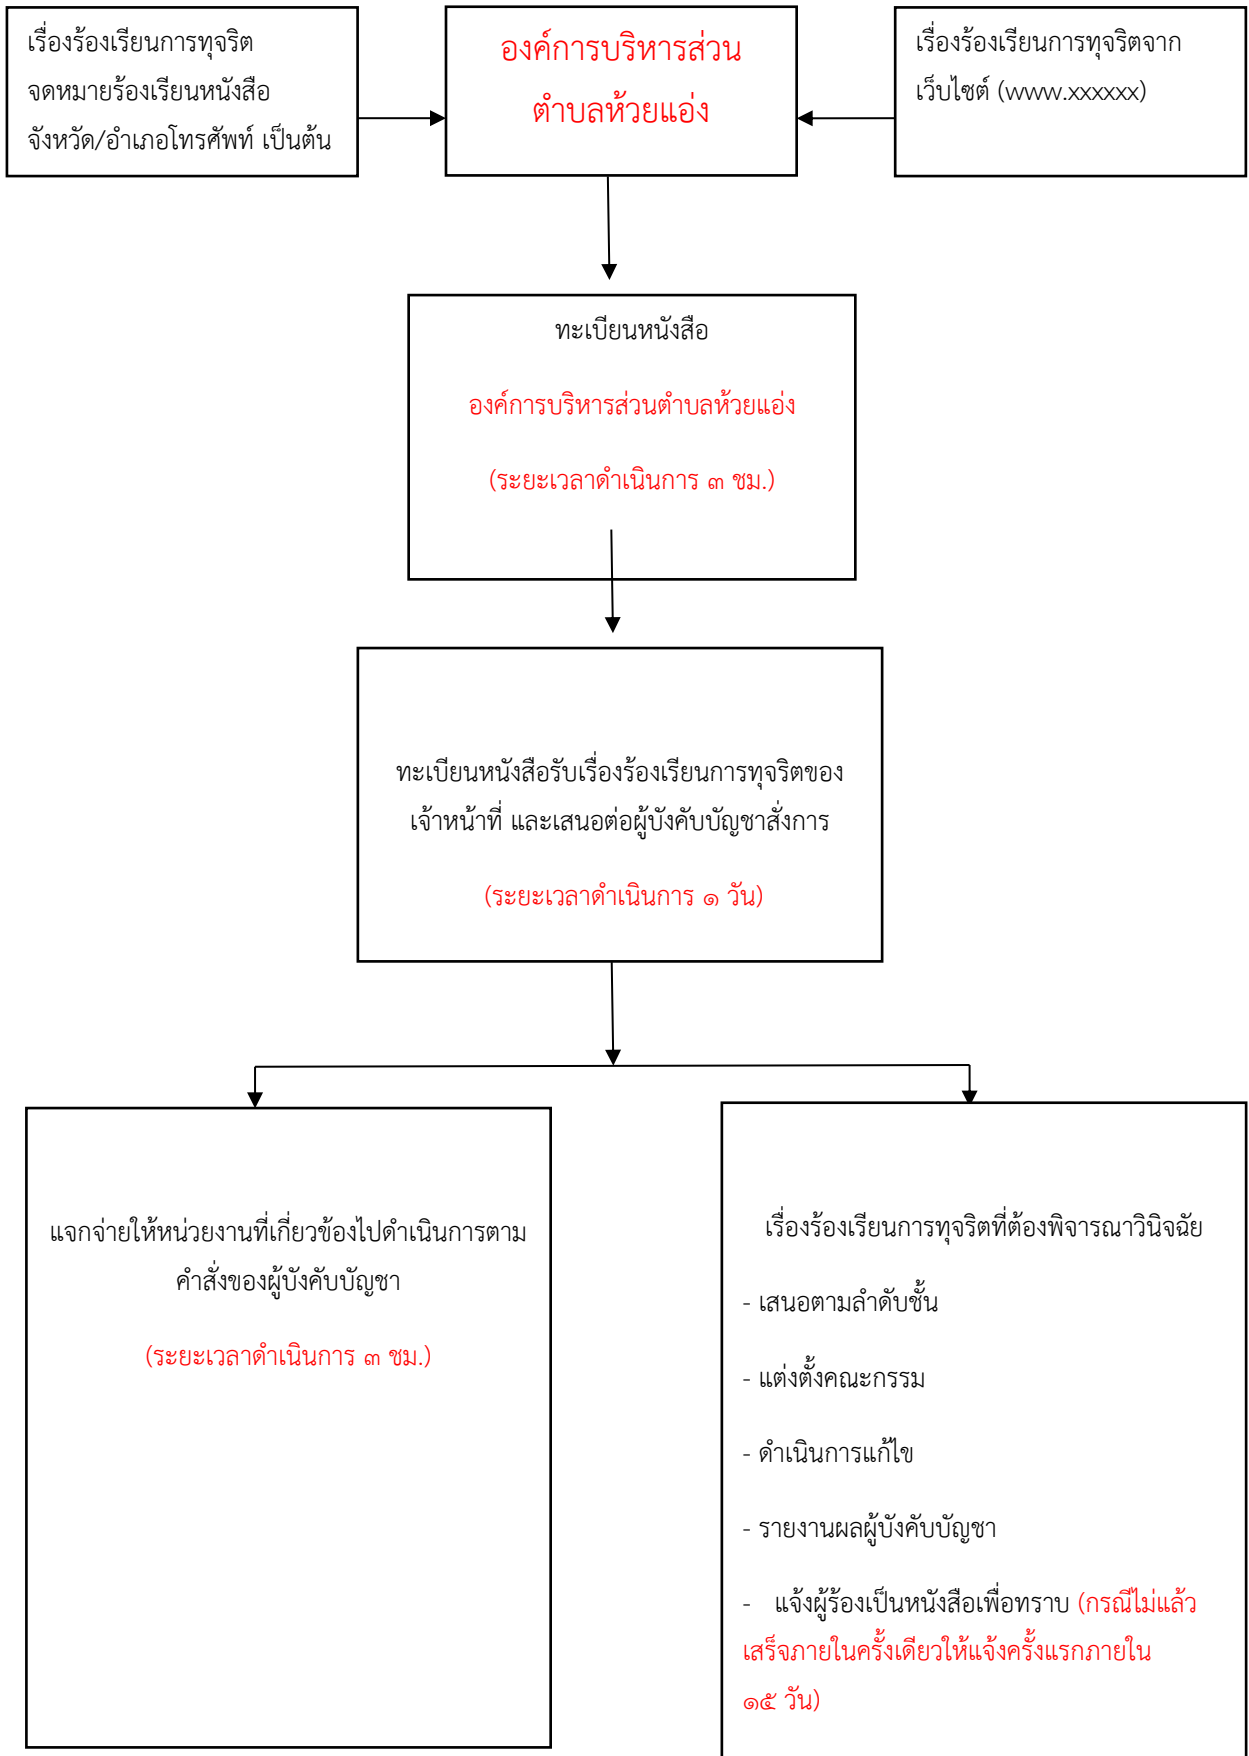 เรื่องร้องเรียนการทุจริต
จดหมายร้องเรียนหนังสือ
จังหวัด/อำเภอโทรศัพท์ เป็นต้น
องค์การบริหารส่วน
ตำบลห้วยแอ่ง
เรื่องร้องเรียนการทุจริตจาก
เว็บไซต์ (www.xxxxxx)
ทะเบียนหนังสือ
องค์การบริหารส่วนตำบลห้วยแอ่ง
(ระยะเวลาดำเนินการ ๓ ชม.)
ทะเบียนหนังสือรับเรื่องร้องเรียนการทุจริตของ
เจ้าหน้าที่ และเสนอต่อผู้บังคับบัญชาสั่งการ
(ระยะเวลาดำเนินการ ๑ วัน)
แจกจ่ายให้หน่วยงานที่เกี่ยวข้องไปดำเนินการตาม
คำสั่งของผู้บังคับบัญชา
(ระยะเวลาดำเนินการ ๓ ชม.)
เรื่องร้องเรียนการทุจริตที่ต้องพิจารณาวินิจฉัย
- เสนอตามลำดับชั้น
- แต่งตั้งคณะกรรม
- ดำเนินการแก้ไข
- รายงานผลผู้บังคับบัญชา
- แจ้งผู้ร้องเป็นหนังสือเพื่อทราบ (กรณีไม่แล้ว
เสร็จภายในครั้งเดียวให้แจ้งครั้งแรกภายใน
๑๕ วัน)